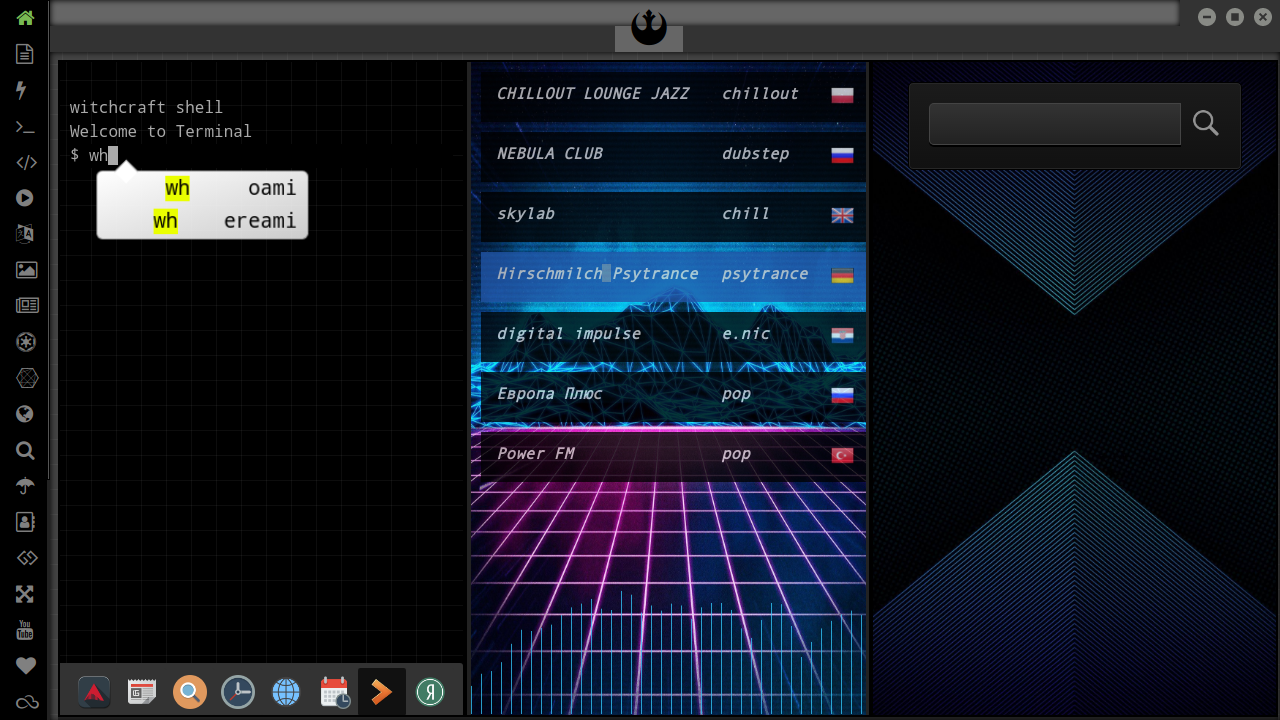 witchcraft shell
Welcome to Terminal
$ wh
wh oami
wh ereami
CHILLOUT LOUNGE JAZZ chillout
NEBULA CLUB dubstep
skylab chill
Hirschmilch Psytrance psytrance
digital impulse e.nic
Европа Плюс pop
Power FM pop
You
Tube
Я